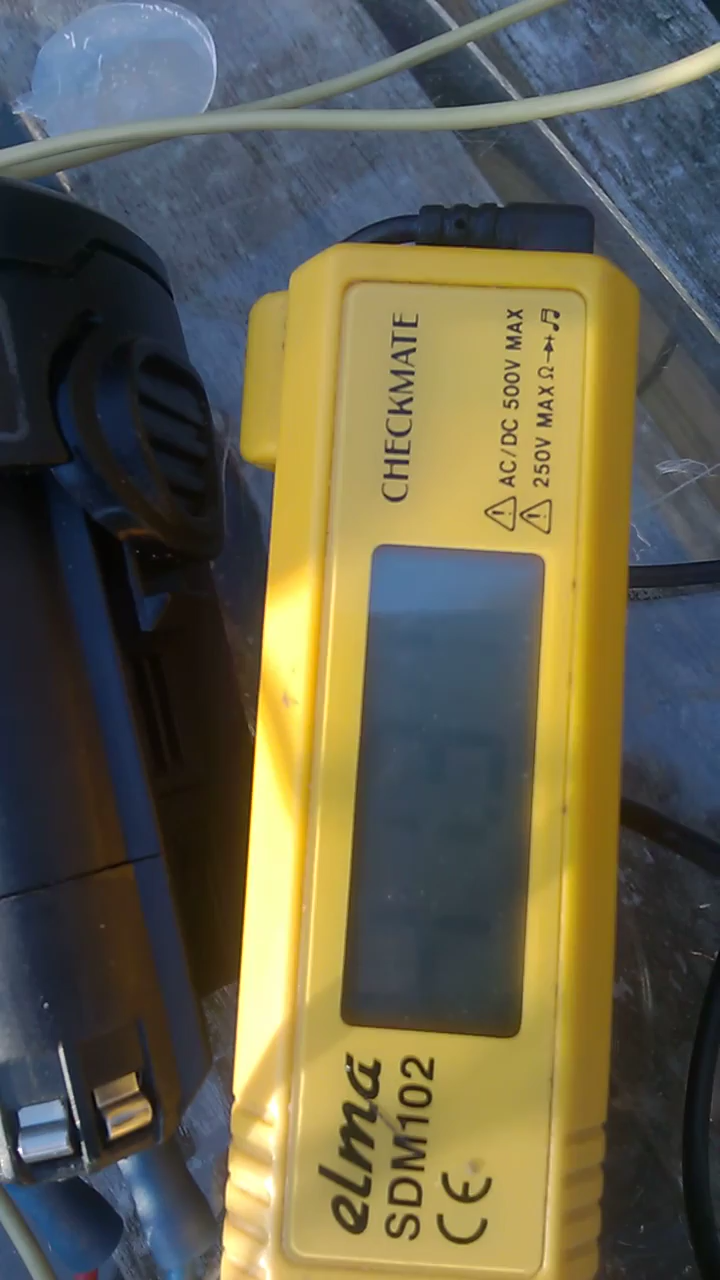 elma
SDM102
CE
CHECKMATE
⚠ AC/DC 500V MAX
⚠ 250V MAX Ω